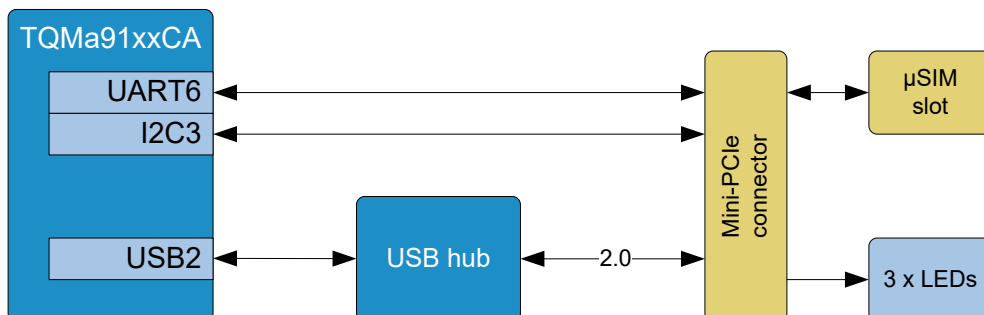 TQMa91xxCA
UART6
I2C3
USB2
USB hub
2.0
Mini-PCIe
connector
µSIM
slot
3 x LEDs